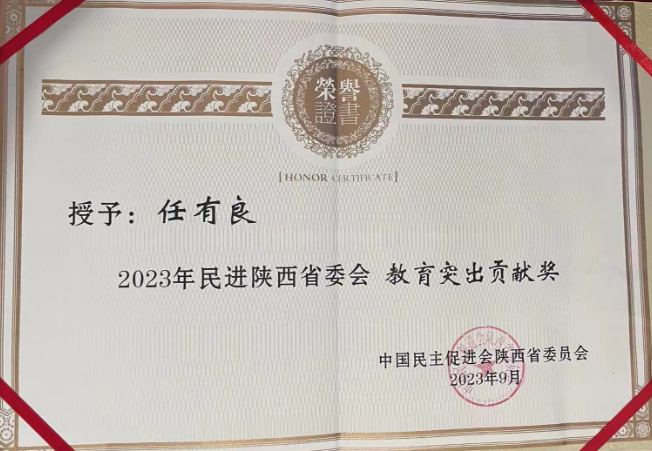 榮譽
證書
[HONOR CERTIFICATE]
授予：任有良
2023年民进陕西省委会 教育突出贡献奖
中国民主促进会陕西省委员会
2023年9月